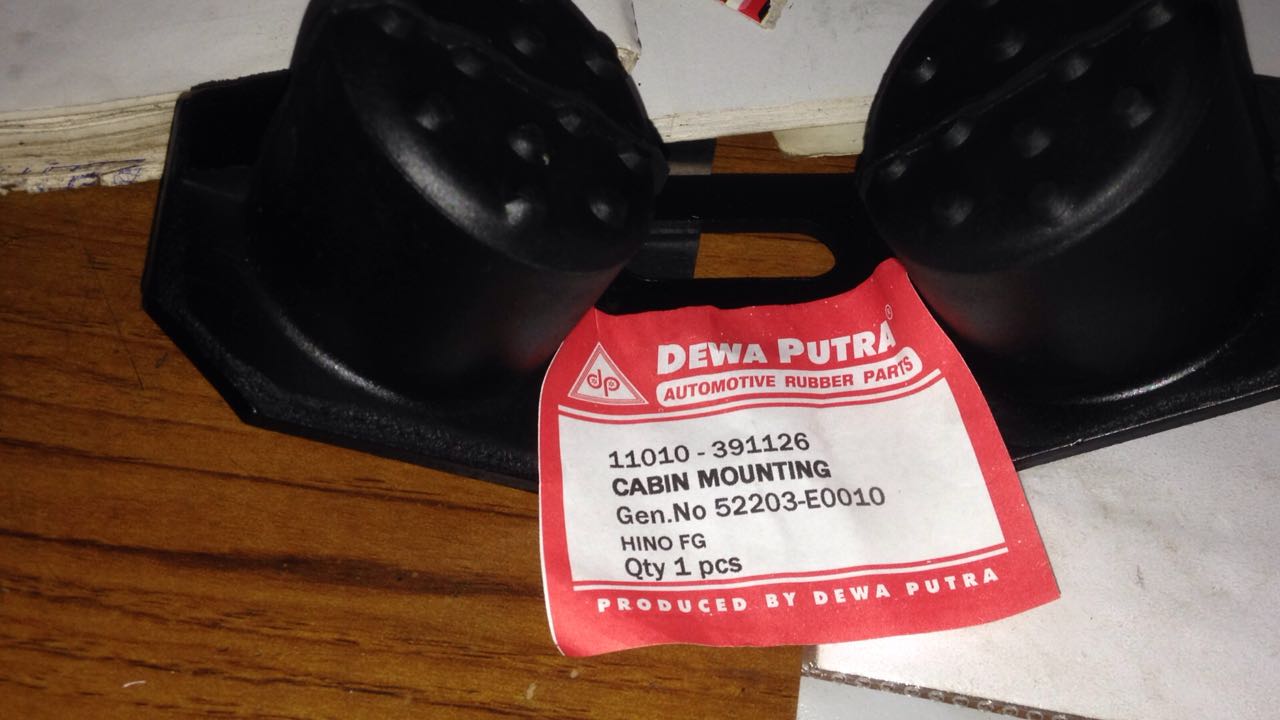 dp
DEWA PUTRA ®
AUTOMOTIVE RUBBER PARTS
11010 - 391126
CABIN MOUNTING
Gen.No 52203-E0010
HINO FG
Qty 1 pcs
PRODUCED BY DEWA PUTRA